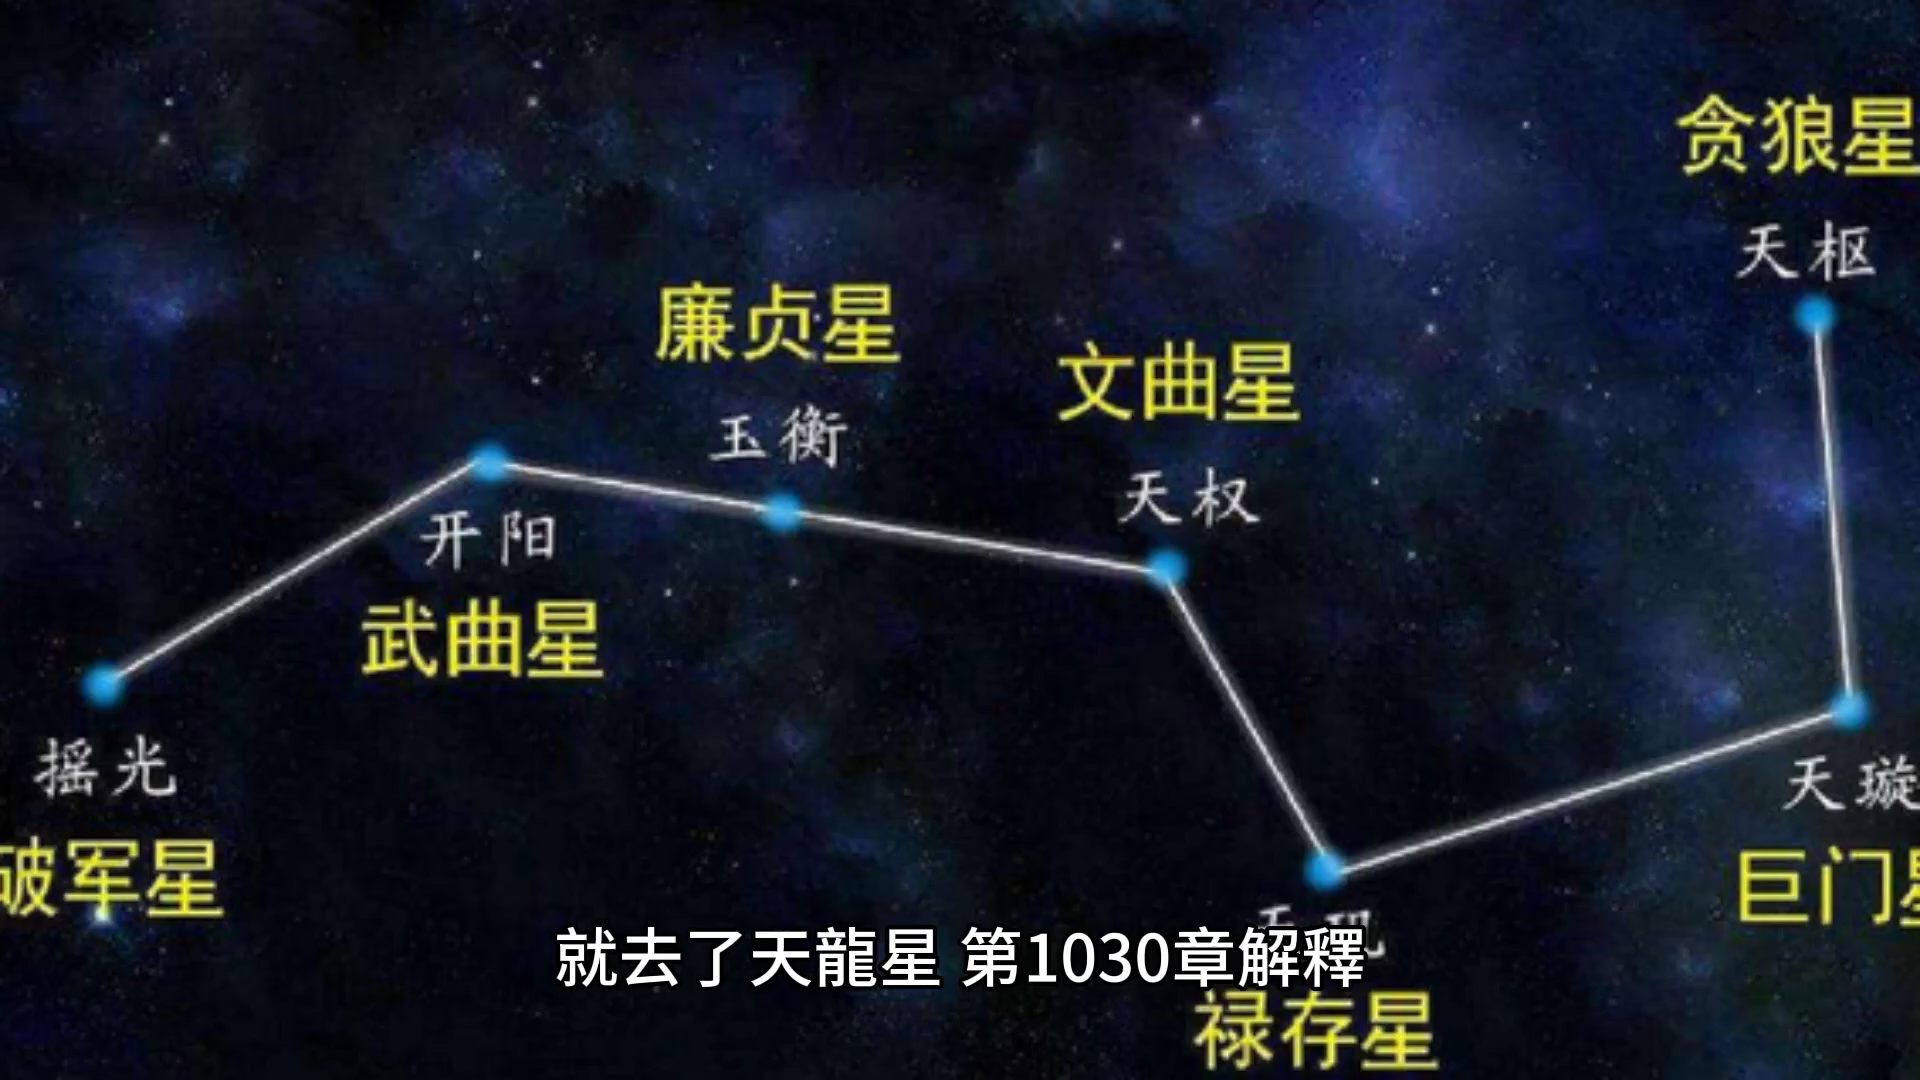 贪狼星
天枢
廉贞星
文曲星
玉衡
天权
开阳
武曲星
摇光
天璇
破军星
巨门星
就去了天龍星 第1030章解釋
禄存星